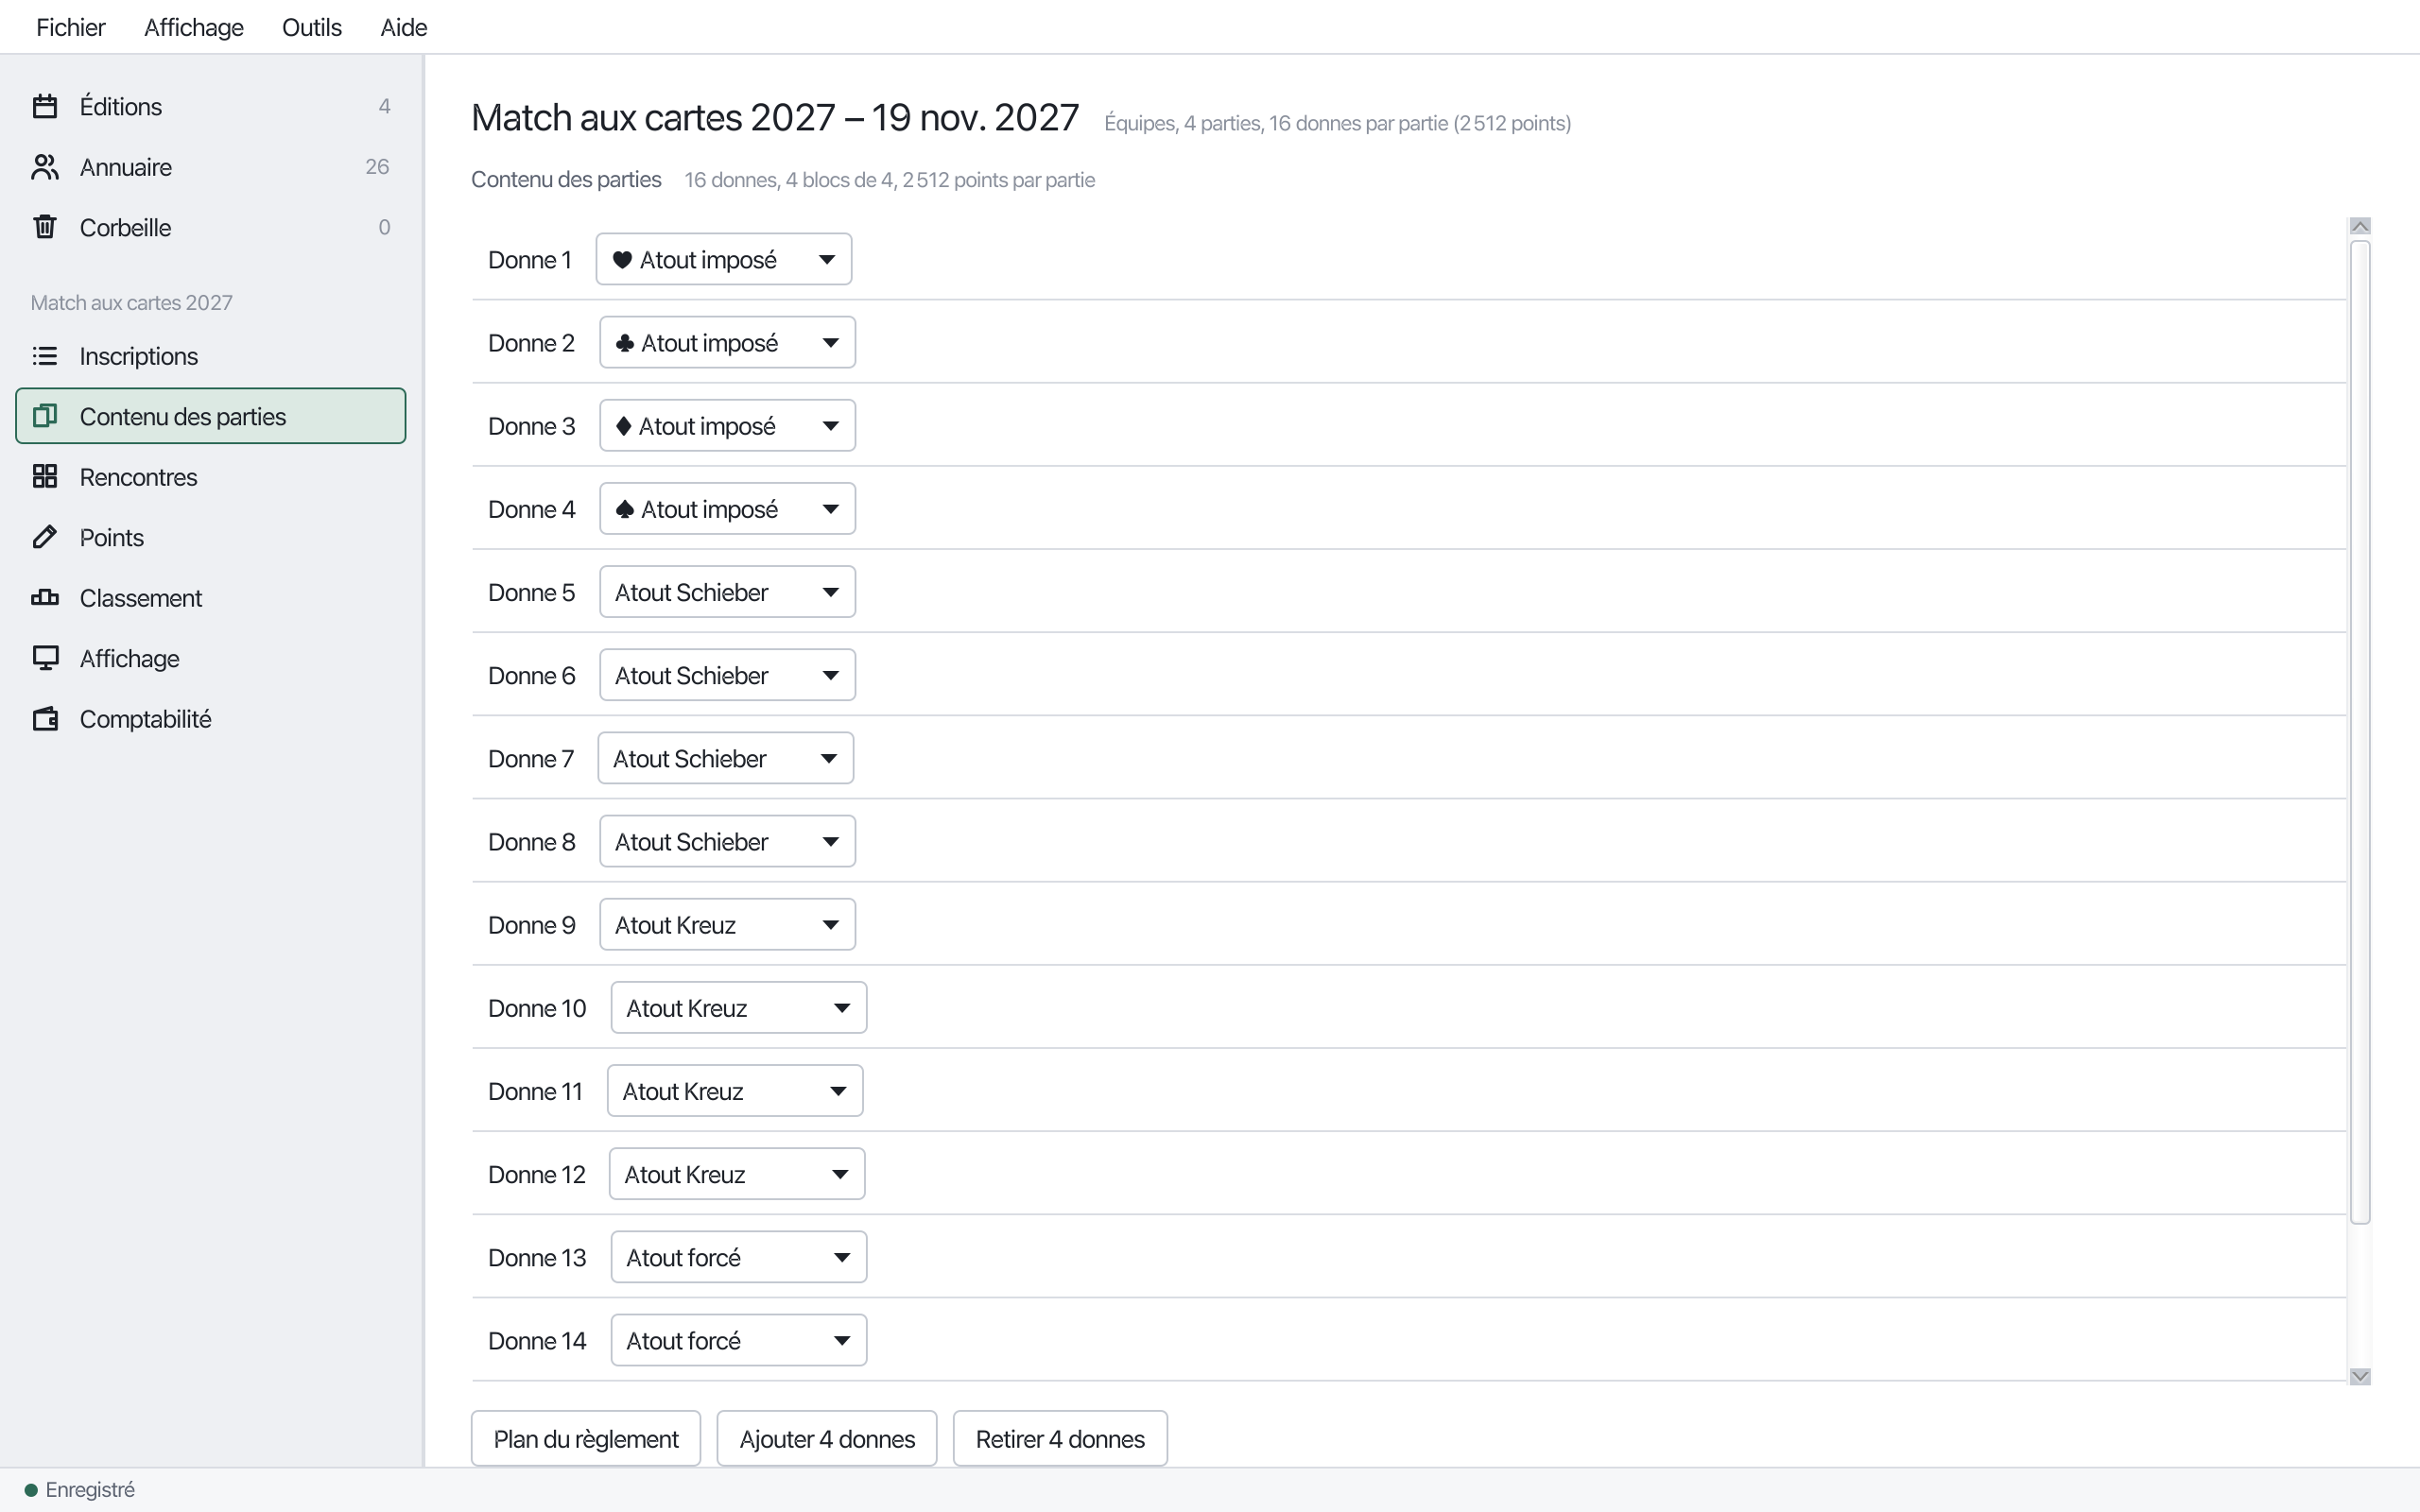 Fichier Affichage Outils Aide
Éditions 4
Annuaire 26
Corbeille 0
Match aux cartes 2027
Inscriptions
Contenu des parties
Rencontres
Points
Classement
Affichage
Comptabilité
Match aux cartes 2027 – 19 nov. 2027 Équipes, 4 parties, 16 donnes par partie (2 512 points)
Contenu des parties 16 donnes, 4 blocs de 4, 2 512 points par partie
Donne 1 ♥ Atout imposé
Donne 2 ♣ Atout imposé
Donne 3 ♦ Atout imposé
Donne 4 ♠ Atout imposé
Donne 5 Atout Schieber
Donne 6 Atout Schieber
Donne 7 Atout Schieber
Donne 8 Atout Schieber
Donne 9 Atout Kreuz
Donne 10 Atout Kreuz
Donne 11 Atout Kreuz
Donne 12 Atout Kreuz
Donne 13 Atout forcé
Donne 14 Atout forcé
Plan du règlement Ajouter 4 donnes Retirer 4 donnes
Enregistré